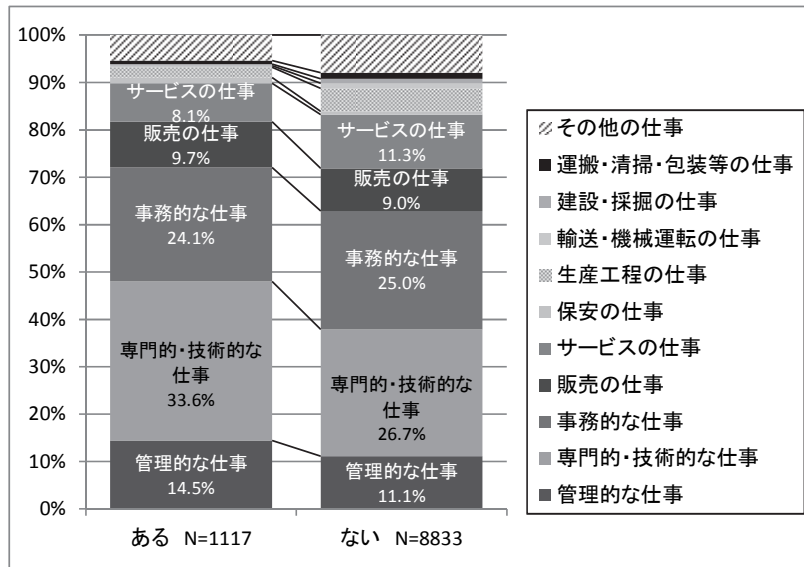 100%
90%
80%
70%
60%
50%
40%
30%
20%
10%
0%
サービスの仕事
8.1%
販売の仕事
9.7%
事務的な仕事
24.1%
専門的・技術的な
仕事
33.6%
管理的な仕事
14.5%
サービスの仕事
11.3%
販売の仕事
9.0%
事務的な仕事
25.0%
専門的・技術的な
仕事
26.7%
管理的な仕事
11.1%
ある N=1117
ない N=8833
その他の仕事
運搬・清掃・包装等の仕事
建設・採掘の仕事
輸送・機械運転の仕事
生産工程の仕事
保安の仕事
サービスの仕事
販売の仕事
事務的な仕事
専門的・技術的な仕事
管理的な仕事